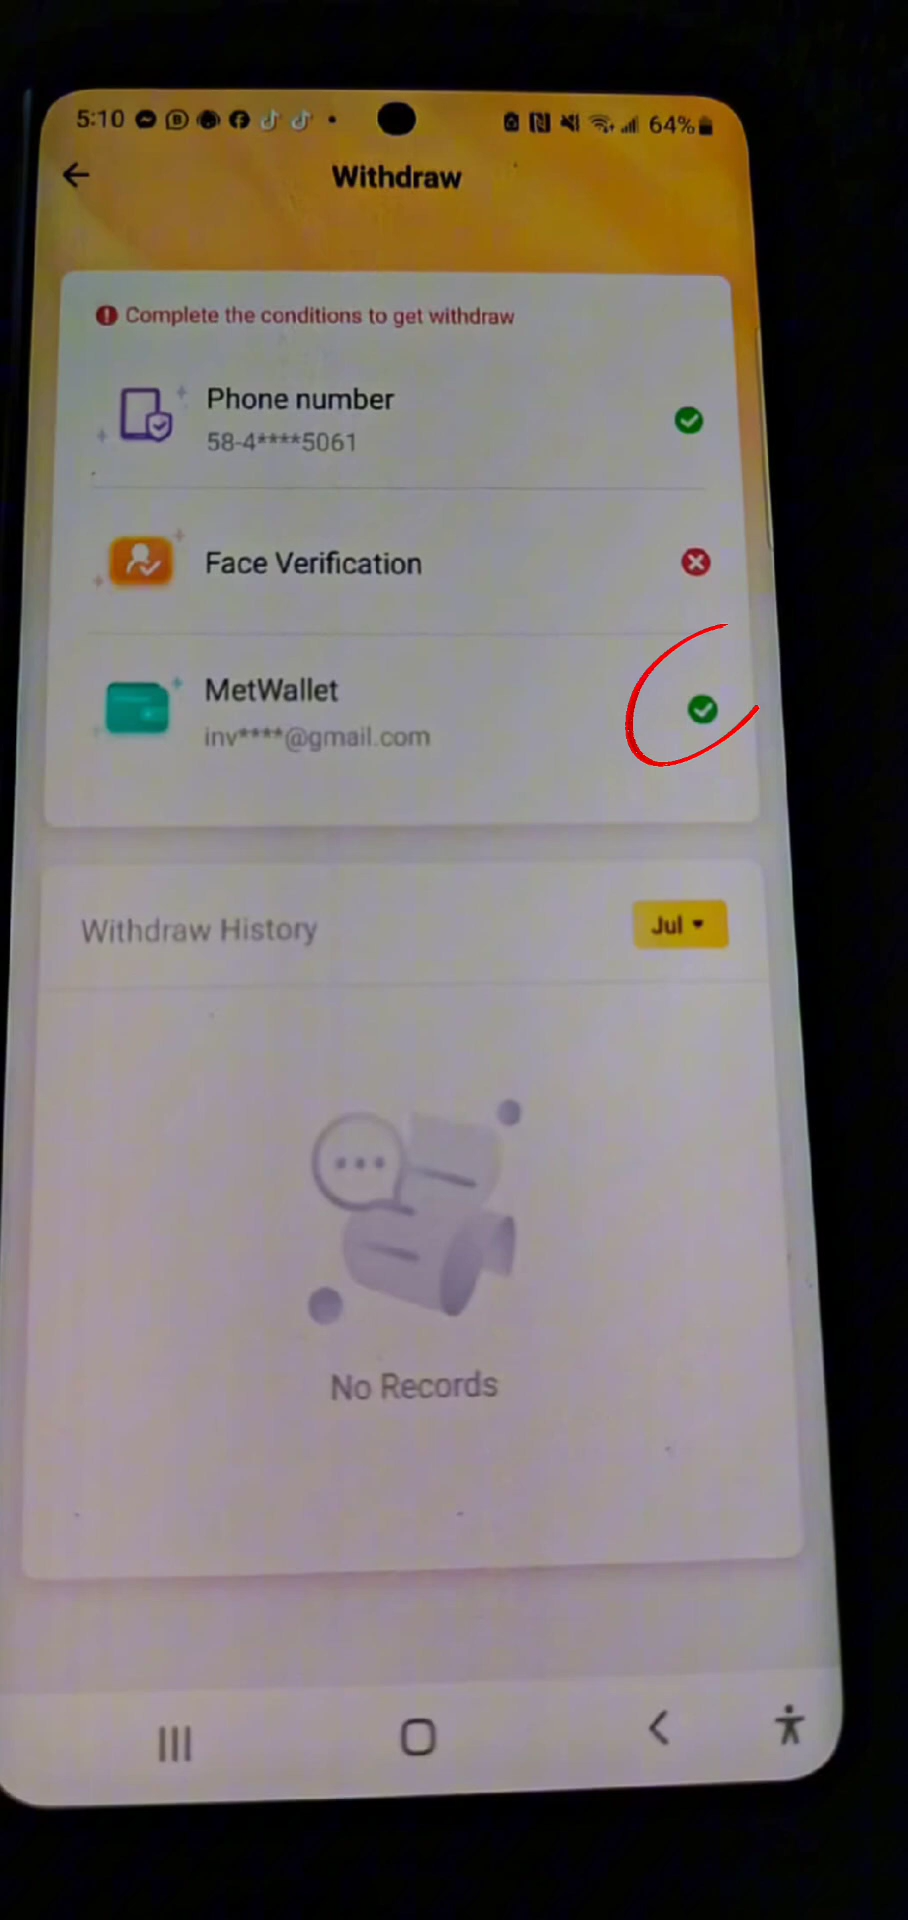 5:10
64%
Withdraw
Complete the conditions to get withdraw
Phone number
58-4****5061
Face Verification
MetWallet
inv****@gmail.com
Withdraw History
Jul
No Records